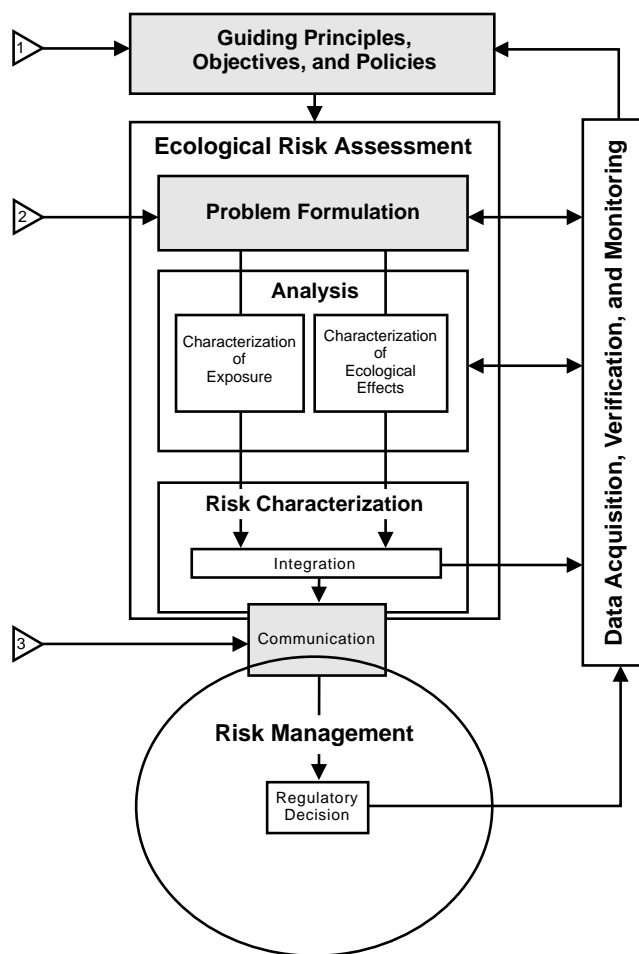 1
Guiding Principles,
Objectives, and Policies
Ecological Risk Assessment
2
Problem Formulation
Analysis
Characterization
of
Exposure
Characterization
of
Ecological
Effects
Risk Characterization
Integration
3
Communication
Risk Management
Regulatory
Decision
Data Acquisition, Verification, and Monitoring